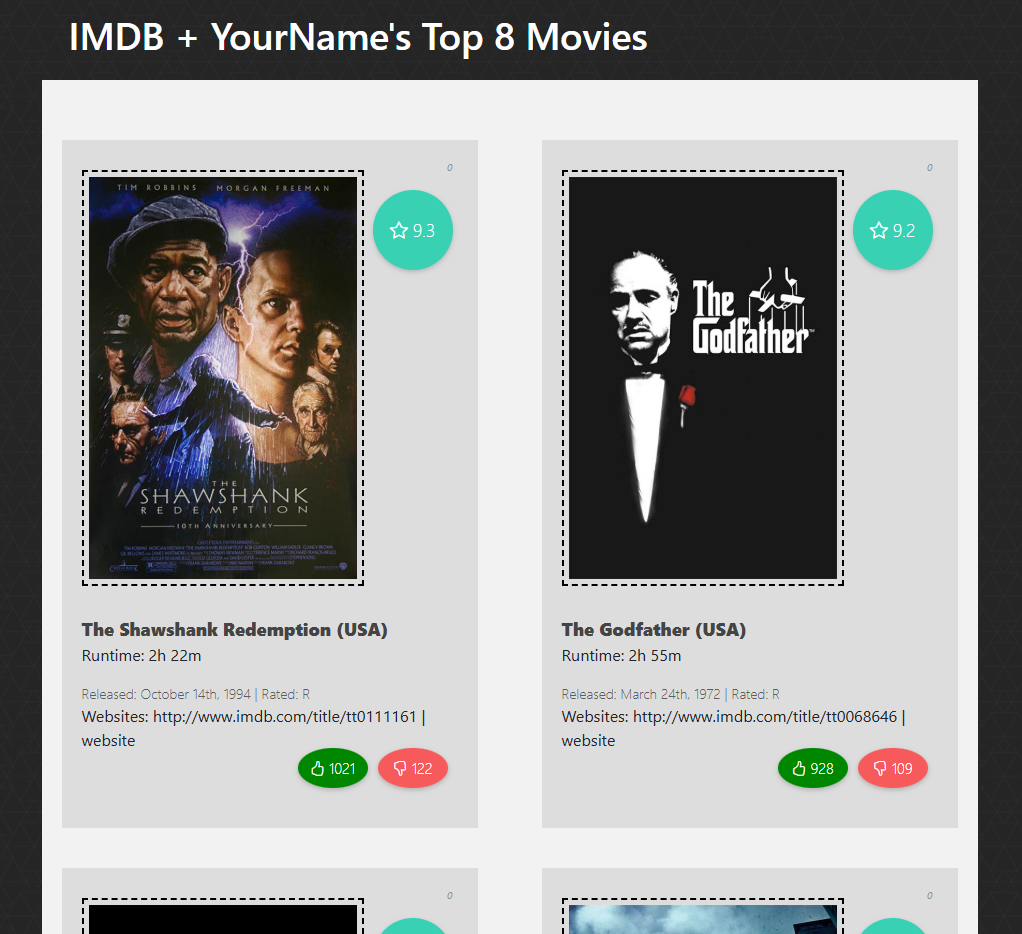 IMDB + YourName's Top 8 Movies
0
TIM ROBBINS MORGAN FREEMAN
9.3
THE
SHAWSHANK
REDEMPTION
10TH ANNIVERSARY
The Shawshank Redemption (USA)
Runtime: 2h 22m
Released: October 14th, 1994 | Rated: R
Websites: http://www.imdb.com/title/tt0111161 |
website
1021
122
0
9.2
The
Godfather
The Godfather (USA)
Runtime: 2h 55m
Released: March 24th, 1972 | Rated: R
Websites: http://www.imdb.com/title/tt0068646 |
website
928
109
0
0